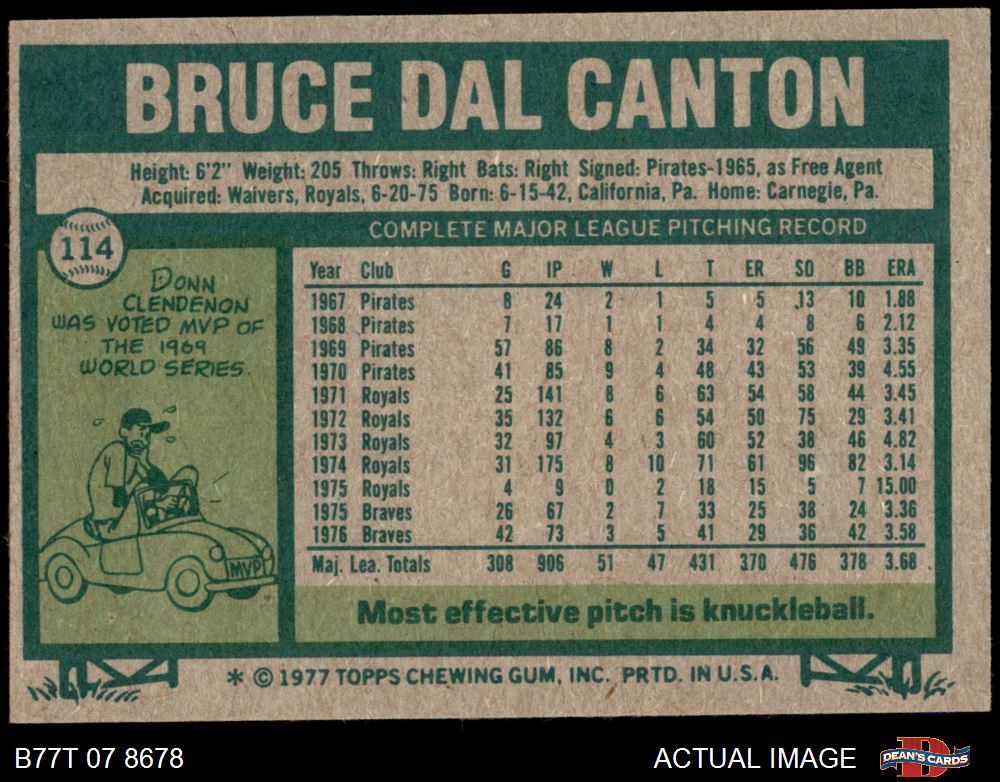 BRUCE DAL CANTON
Height: 6'2" Weight: 205 Throws: Right Bats: Right Signed: Pirates-1965, as Free Agent
Acquired: Waivers, Royals, 6-20-75 Born: 6-15-42, California, Pa. Home: Carnegie, Pa.
114
DONN
CLENDENON
WAS VOTED MVP OF
THE 1969
WORLD SERIES.
MVP
COMPLETE MAJOR LEAGUE PITCHING RECORD
Year Club G IP W L T ER SO BB ERA
1967 Pirates 8 24 2 1 5 5 13 10 1.88
1968 Pirates 7 17 1 1 4 4 8 6 2.12
1969 Pirates 57 86 8 2 34 32 56 49 3.35
1970 Pirates 41 85 9 4 48 43 53 39 4.55
1971 Royals 25 141 8 6 63 54 58 44 3.45
1972 Royals 35 132 6 6 54 50 75 29 3.41
1973 Royals 32 97 4 3 60 52 38 46 4.82
1974 Royals 31 175 8 10 71 61 96 82 3.14
1975 Royals 4 9 0 2 18 15 5 7 15.00
1975 Braves 26 67 2 7 33 25 38 24 3.36
1976 Braves 42 73 3 5 41 29 36 42 3.58
Maj. Lea. Totals 308 906 51 47 431 370 476 378 3.68
Most effective pitch is knuckleball.
* © 1977 TOPPS CHEWING GUM, INC. PRTD. IN U.S.A.
B77T 07 8678
ACTUAL IMAGE
DEAN'S CARDS